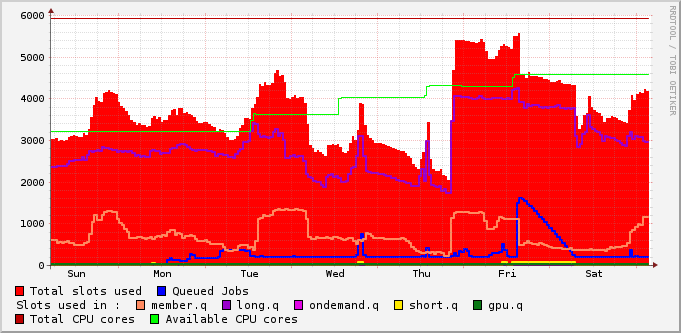 RRDTOOL / TOBI OETIKER
6000
5000
4000
3000
2000
1000
0
Sun Mon Tue Wed Thu Fri Sat
Total slots used Queued Jobs
Slots used in : member.q long.q ondemand.q short.q gpu.q
Total CPU cores Available CPU cores